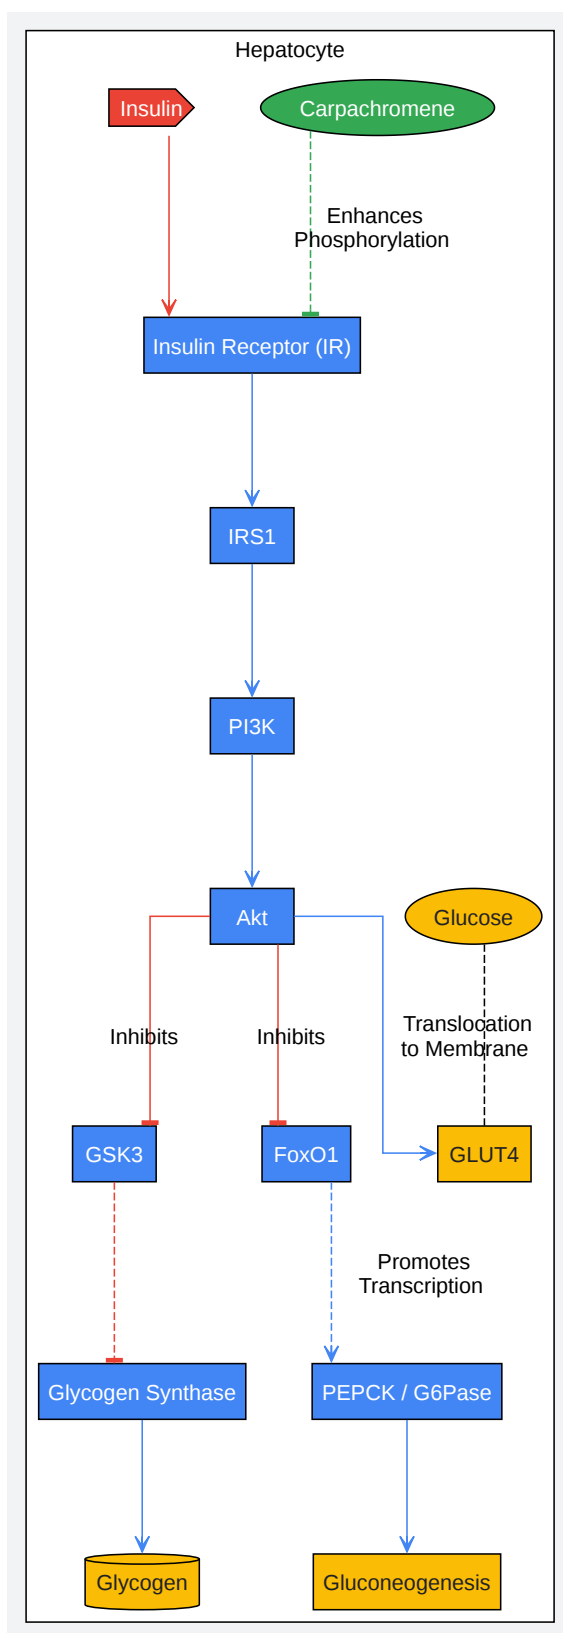 Hepatocyte
Insulin
Carpachromene
Enhances
Phosphorylation
Insulin Receptor (IR)
IRS1
PI3K
Akt
Glucose
Inhibits
Inhibits
Translocation
to Membrane
GSK3
FoxO1
GLUT4
Promotes
Transcription
Glycogen Synthase
PEPCK / G6Pase
Glycogen
Gluconeogenesis